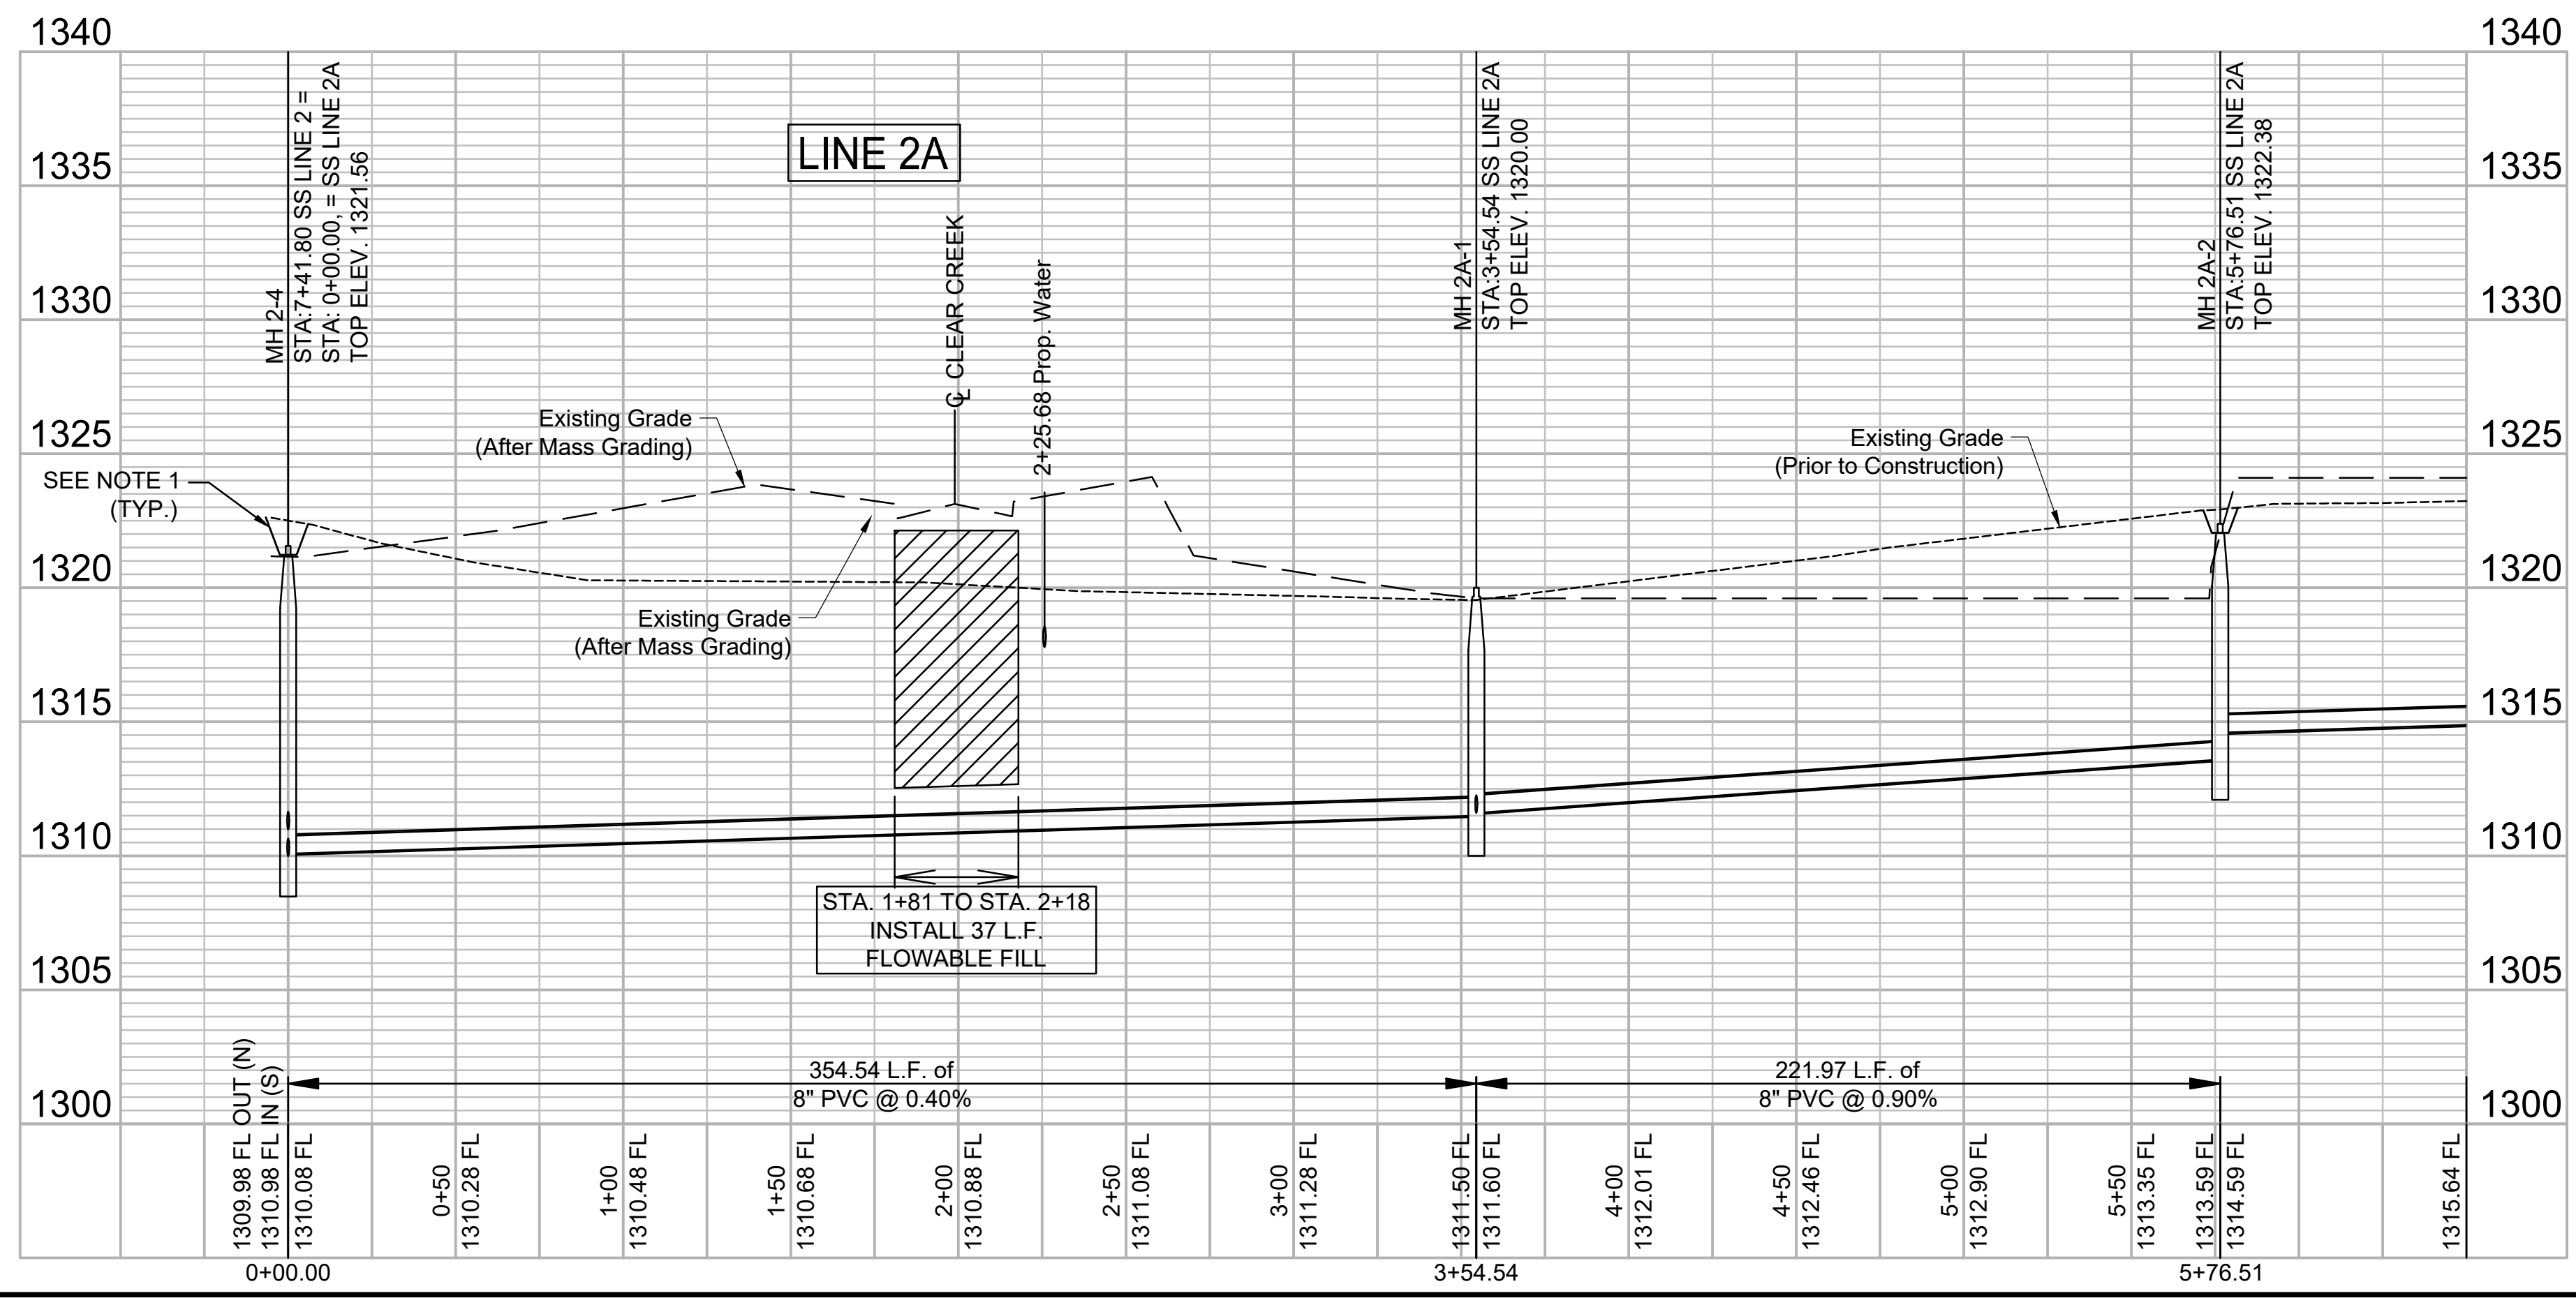 1340
1340
1335
1335
1330
1330
1325
1325
1320
1320
1315
1315
1310
1310
1305
1305
1300
1300
LINE 2A
MH 2-4
STA:7+41.80 SS LINE 2 =
STA: 0+00.00, = SS LINE 2A
TOP ELEV. 1321.56
℄ CLEAR CREEK
2+25.68 Prop. Water
MH 2A-1
STA:3+54.54 SS LINE 2A
TOP ELEV. 1320.00
MH 2A-2
STA:5+76.51 SS LINE 2A
TOP ELEV. 1322.38
SEE NOTE 1
(TYP.)
Existing Grade
(After Mass Grading)
Existing Grade
(After Mass Grading)
Existing Grade
(Prior to Construction)
STA. 1+81 TO STA. 2+18
INSTALL 37 L.F.
FLOWABLE FILL
354.54 L.F. of
8" PVC @ 0.40%
221.97 L.F. of
8" PVC @ 0.90%
1309.98 FL OUT (N)
1310.98 FL IN (S)
1310.08 FL
0+50
1310.28 FL
1+00
1310.48 FL
1+50
1310.68 FL
2+00
1310.88 FL
2+50
1311.08 FL
3+00
1311.28 FL
1311.50 FL
1311.60 FL
4+00
1312.01 FL
4+50
1312.46 FL
5+00
1312.90 FL
5+50
1313.35 FL
1313.59 FL
1314.59 FL
1315.64 FL
0+00.00
3+54.54
5+76.51